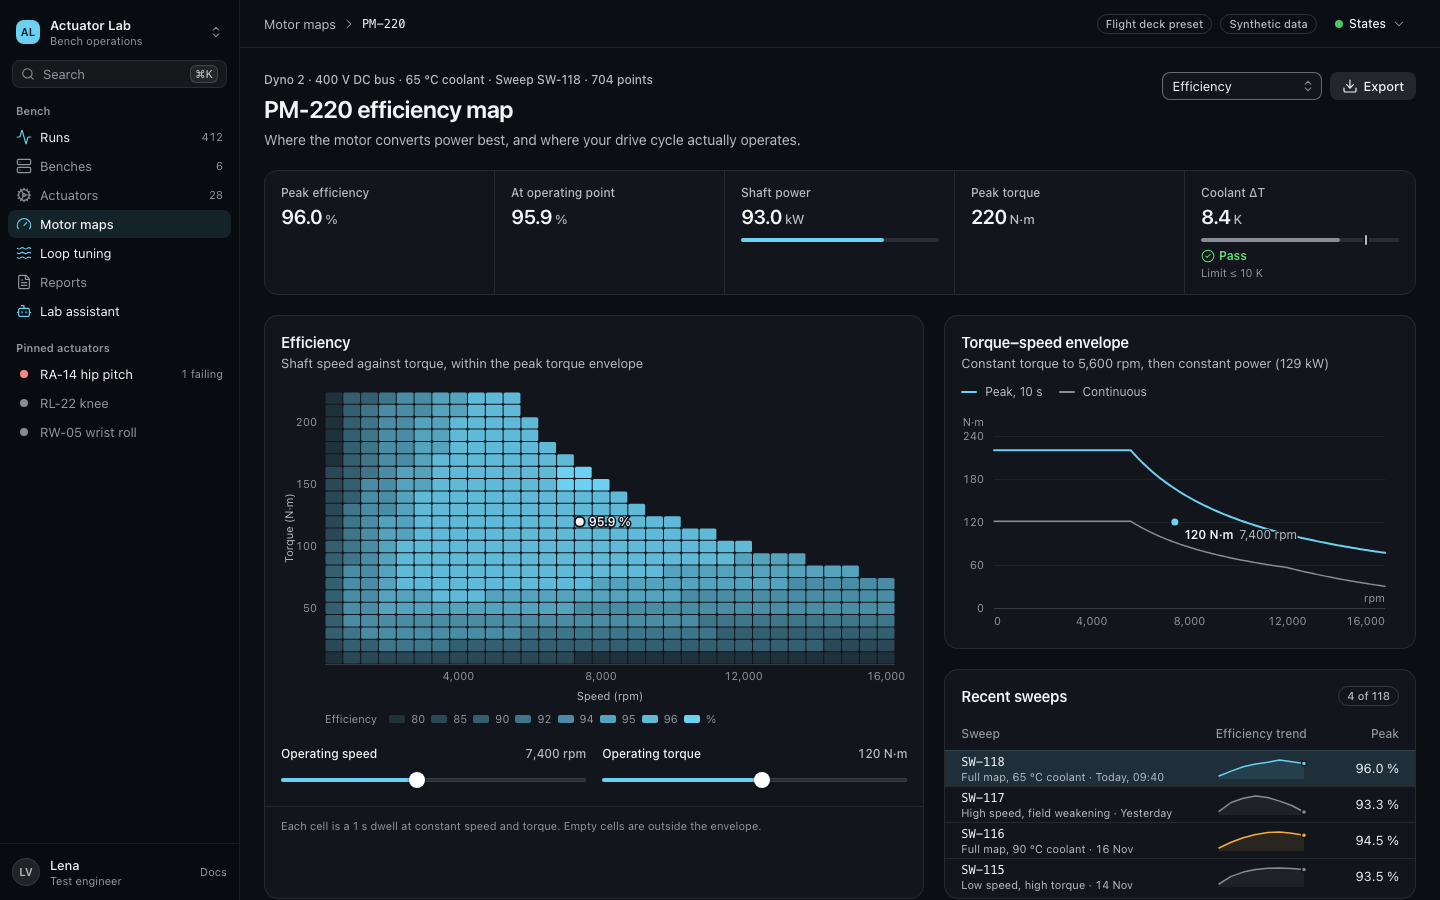 AL
Actuator Lab
Bench operations
Search
⌘K
Bench
Runs 412
Benches 6
Actuators 28
Motor maps
Loop tuning
Reports
Lab assistant
Pinned actuators
RA-14 hip pitch 1 failing
RL-22 knee
RW-05 wrist roll
LV
Lena
Test engineer
Docs
Motor maps > PM-220
Flight deck preset
Synthetic data
States
Dyno 2 · 400 V DC bus · 65 °C coolant · Sweep SW-118 · 704 points
PM-220 efficiency map
Where the motor converts power best, and where your drive cycle actually operates.
Efficiency
Export
Peak efficiency
96.0 %
At operating point
95.9 %
Shaft power
93.0 kW
Peak torque
220 N·m
Coolant ΔT
8.4 K
Pass
Limit ≤ 10 K
Efficiency
Shaft speed against torque, within the peak torque envelope
200
150
100
50
Torque (N·m)
95.9 %
4,000 8,000 12,000 16,000
Speed (rpm)
Efficiency 80 85 90 92 94 95 96 %
Operating speed 7,400 rpm
Operating torque 120 N·m
Each cell is a 1 s dwell at constant speed and torque. Empty cells are outside the envelope.
Torque–speed envelope
Constant torque to 5,600 rpm, then constant power (129 kW)
Peak, 10 s Continuous
N·m
240
180
120
60
0
120 N·m 7,400 rpm
rpm
0 4,000 8,000 12,000 16,000
Recent sweeps
4 of 118
Sweep Efficiency trend Peak
SW-118
Full map, 65 °C coolant · Today, 09:40
96.0 %
SW-117
High speed, field weakening · Yesterday
93.3 %
SW-116
Full map, 90 °C coolant · 16 Nov
94.5 %
SW-115
Low speed, high torque · 14 Nov
93.5 %